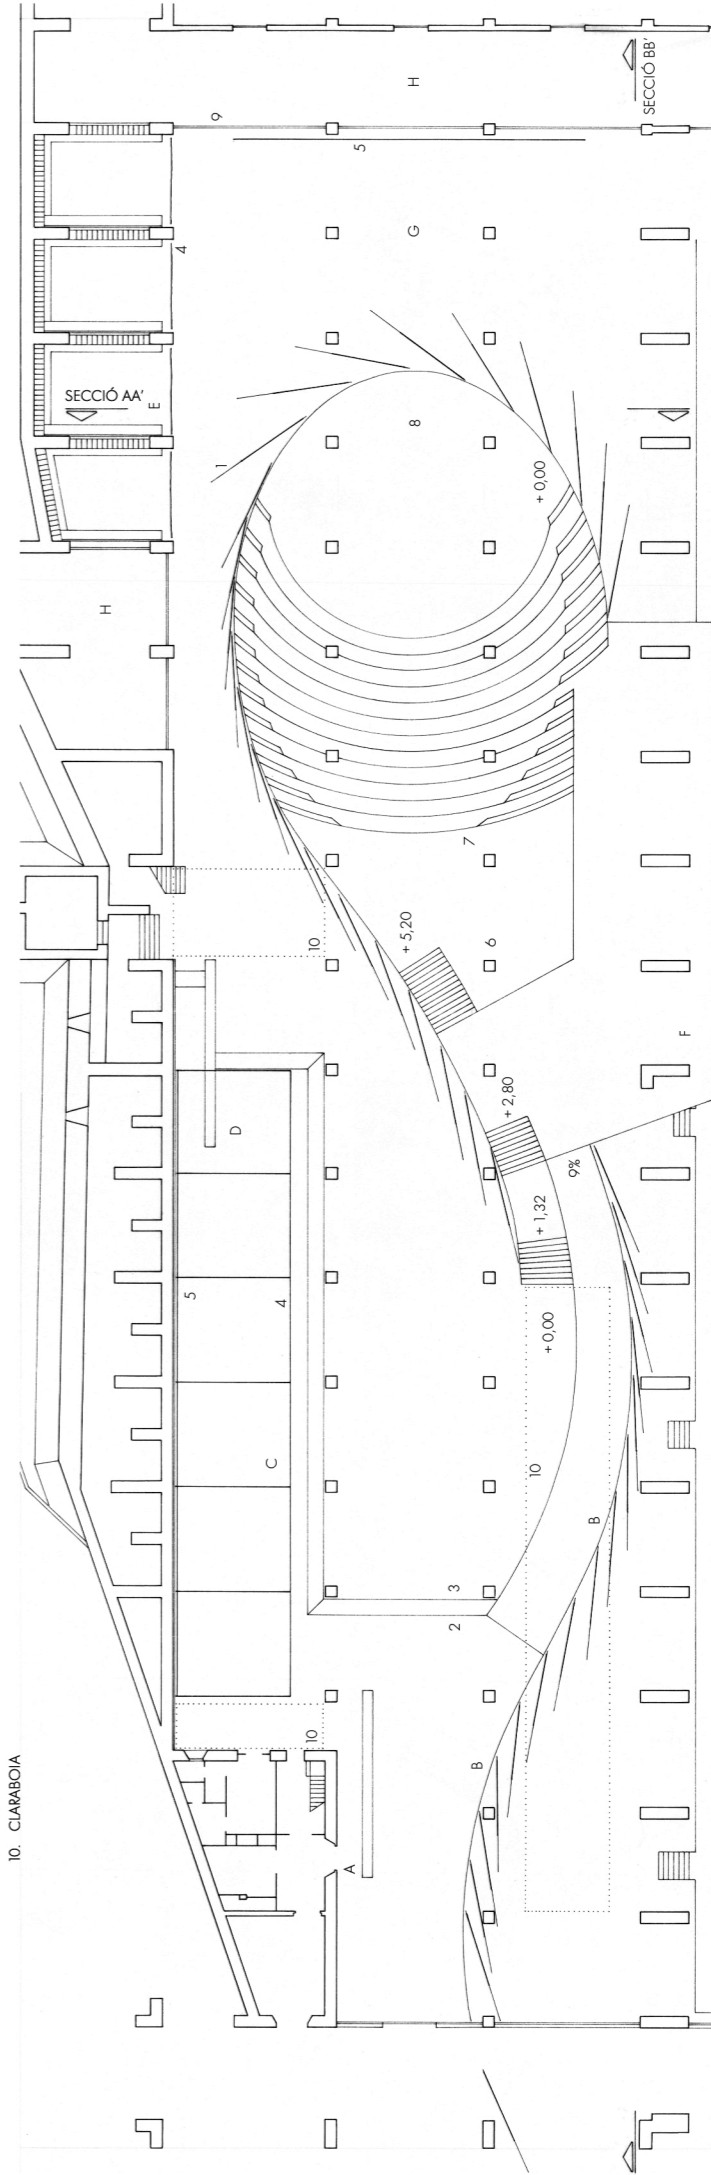 SECCIÓ BB'
H
9
5
G
4
SECCIÓ AA'
E
8
1
+ 0,00
H
7
+ 5,20
6
10
F
D
+ 2,80
9%
+ 1,32
5
4
+ 0,00
C
10
B
3
2
10
B
A
10. CLARABOIA